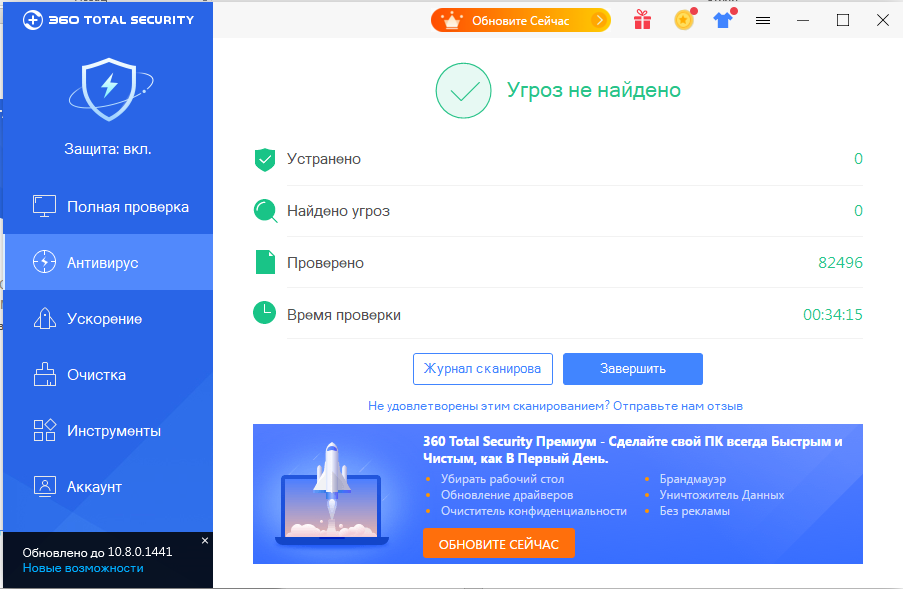 360 TOTAL SECURITY
Обновите Сейчас
Защита: вкл.
Полная проверка
Антивирус
Ускорение
Очистка
Инструменты
Аккаунт
Обновлено до 10.8.0.1441
Новые возможности
Угроз не найдено
Устранено 0
Найдено угроз 0
Проверено 82496
Время проверки 00:34:15
Журнал сканирова
Завершить
Не удовлетворены этим сканированием? Отправьте нам отзыв
360 Total Security Премиум - Сделайте свой ПК всегда Быстрым и
Чистым, как В Первый День.
Убирать рабочий стол
Обновление драйверов
Очиститель конфиденциальности
Брандмауэр
Уничтожитель Данных
Без рекламы
ОБНОВИТЕ СЕЙЧАС